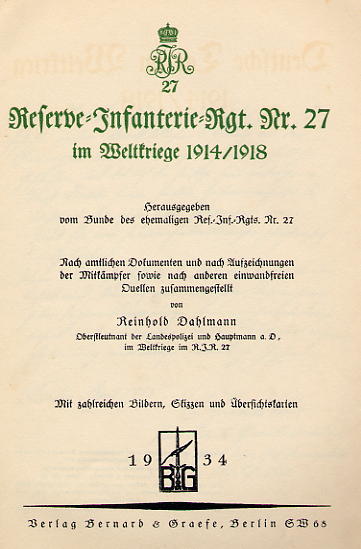 RJR
27
Reserve-Infanterie-Rgt. Nr. 27
im Weltkriege 1914/1918
Herausgegeben
vom Bunde des ehemaligen Res.-Inf.-Rgts. Nr. 27
Nach amtlichen Dokumenten und nach Aufzeichnungen
der Mitkämpfer sowie nach anderen einwandfreien
Quellen zusammengestellt
von
Reinhold Dahlmann
Oberstleutnant der Landespolizei und Hauptmann a. D.,
im Weltkriege im R.J.R. 27
Mit zahlreichen Bildern, Skizzen und Übersichtskarten
19 34
BG
Verlag Bernard & Graefe, Berlin SW 68